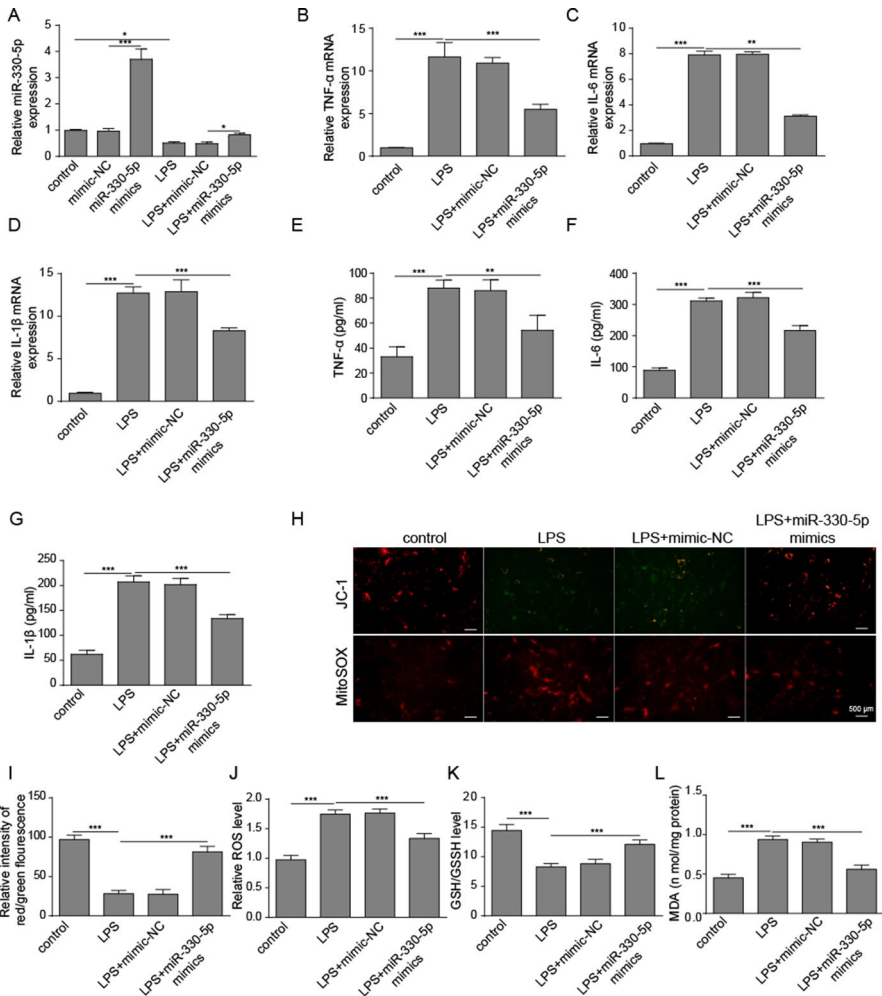 A
Relative miR-330-5p
expression
5
4
3
2
1
0
*
***
*
control
mimic-NC
miR-330-5p
mimics
LPS
LPS+mimic-NC
LPS+miR-330-5p
mimics
B
Relative TNF-α mRNA
expression
15
10
5
0
***
***
control
LPS
LPS+mimic-NC
LPS+miR-330-5p
mimics
C
Relative IL-6 mRNA
expression
10
8
6
4
2
0
***
**
control
LPS
LPS+mimic-NC
LPS+miR-330-5p
mimics
D
Relative IL-1β mRNA
expression
15
10
5
0
***
***
control
LPS
LPS+mimic-NC
LPS+miR-330-5p
mimics
E
TNF-α (pg/ml)
100
80
60
40
20
0
***
**
control
LPS
LPS+mimic-NC
LPS+miR-330-5p
mimics
F
IL-6 (pg/ml)
400
300
200
100
0
***
***
control
LPS
LPS+mimic-NC
LPS+miR-330-5p
mimics
G
IL-1β (pg/ml)
250
200
150
100
50
0
***
***
control
LPS
LPS+mimic-NC
LPS+miR-330-5p
mimics
H
control
LPS
LPS+mimic-NC
LPS+miR-330-5p
mimics
JC-1
MitoSOX
500 μm
I
Relative intensity of
red/green flourescence
150
100
50
0
***
***
control
LPS
LPS+mimic-NC
LPS+miR-330-5p
mimics
J
Relative ROS level
2.0
1.5
1.0
0.5
0.0
***
***
control
LPS
LPS+mimic-NC
LPS+miR-330-5p
mimics
K
GSH/GSSH level
20
15
10
5
0
***
***
control
LPS
LPS+mimic-NC
LPS+miR-330-5p
mimics
L
MDA (n mol/mg protein)
1.5
1.0
0.5
0.0
***
***
control
LPS
LPS+mimic-NC
LPS+miR-330-5p
mimics